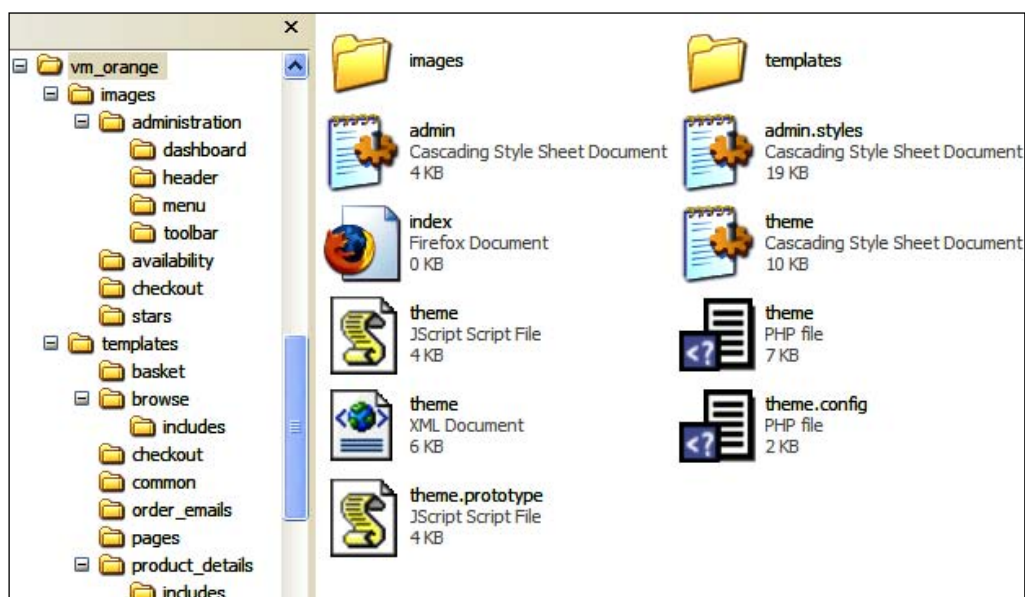 vm_orange
images
administration
dashboard
header
menu
toolbar
availability
checkout
stars
templates
basket
browse
includes
checkout
common
order_emails
pages
product_details
includes
images
templates
admin
Cascading Style Sheet Document
4 KB
admin.styles
Cascading Style Sheet Document
19 KB
index
Firefox Document
0 KB
theme
Cascading Style Sheet Document
10 KB
theme
JScript Script File
4 KB
theme
PHP file
7 KB
theme
XML Document
6 KB
theme.config
PHP file
2 KB
theme.prototype
JScript Script File
4 KB